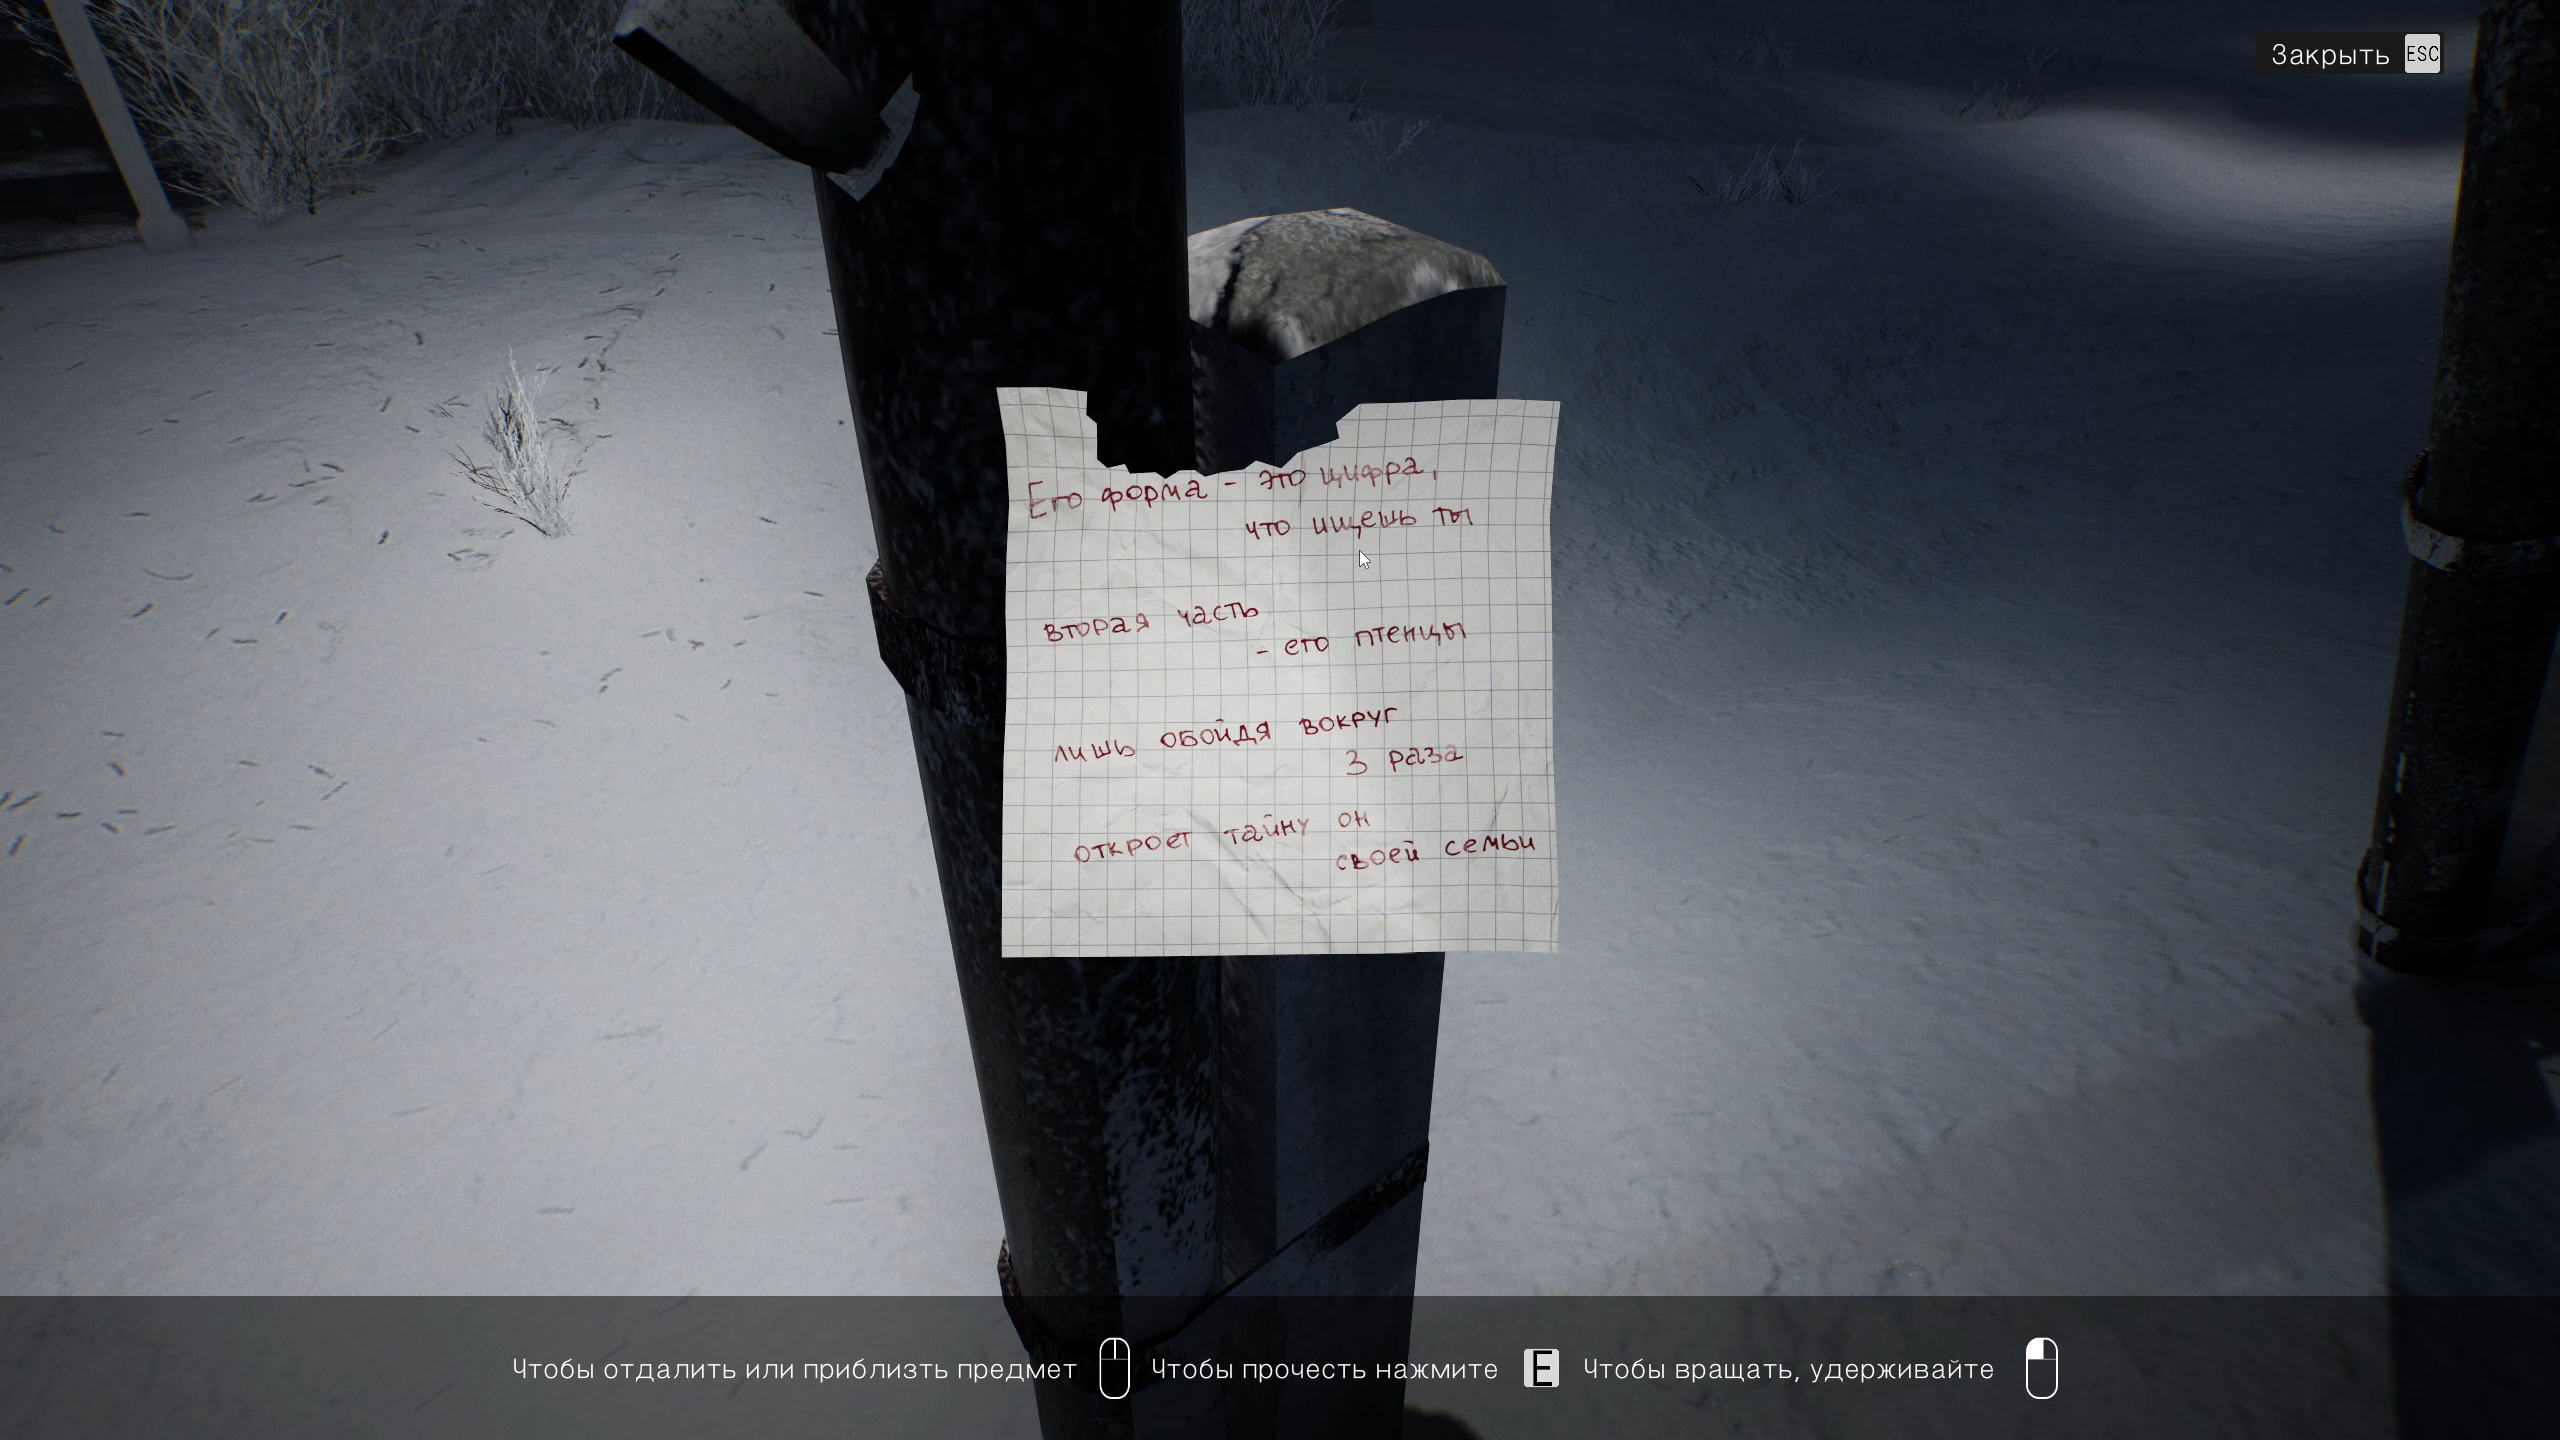 Закрыть ESC
Его форма - это цифра,
что ищешь ты
вторая часть
- его птенцы
лишь обойдя вокруг
3 раза
откроет тайну он
своей семьи
Чтобы отдалить или приблизть предмет Чтобы прочесть нажмите E Чтобы вращать, удерживайте